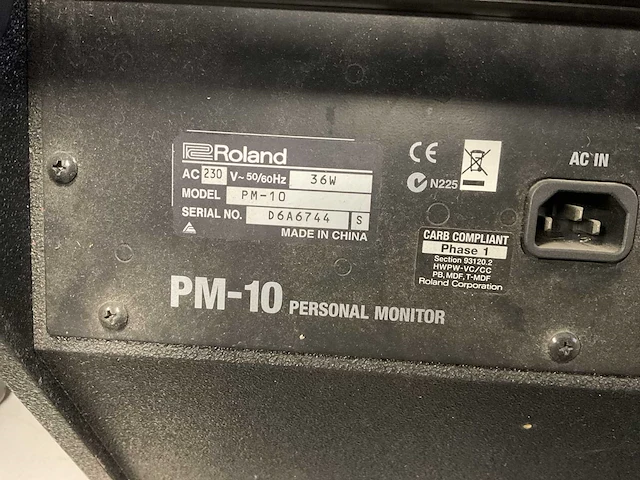 Roland
AC 230 V~50/60Hz 36W
MODEL PM-10
SERIAL NO. D6A6744 S
MADE IN CHINA
CE
N225
AC IN
CARB COMPLIANT
Phase 1
Section 93120.2
HWPW-VC/CC
PB, MDF, T-MDF
Roland Corporation
PM-10 PERSONAL MONITOR